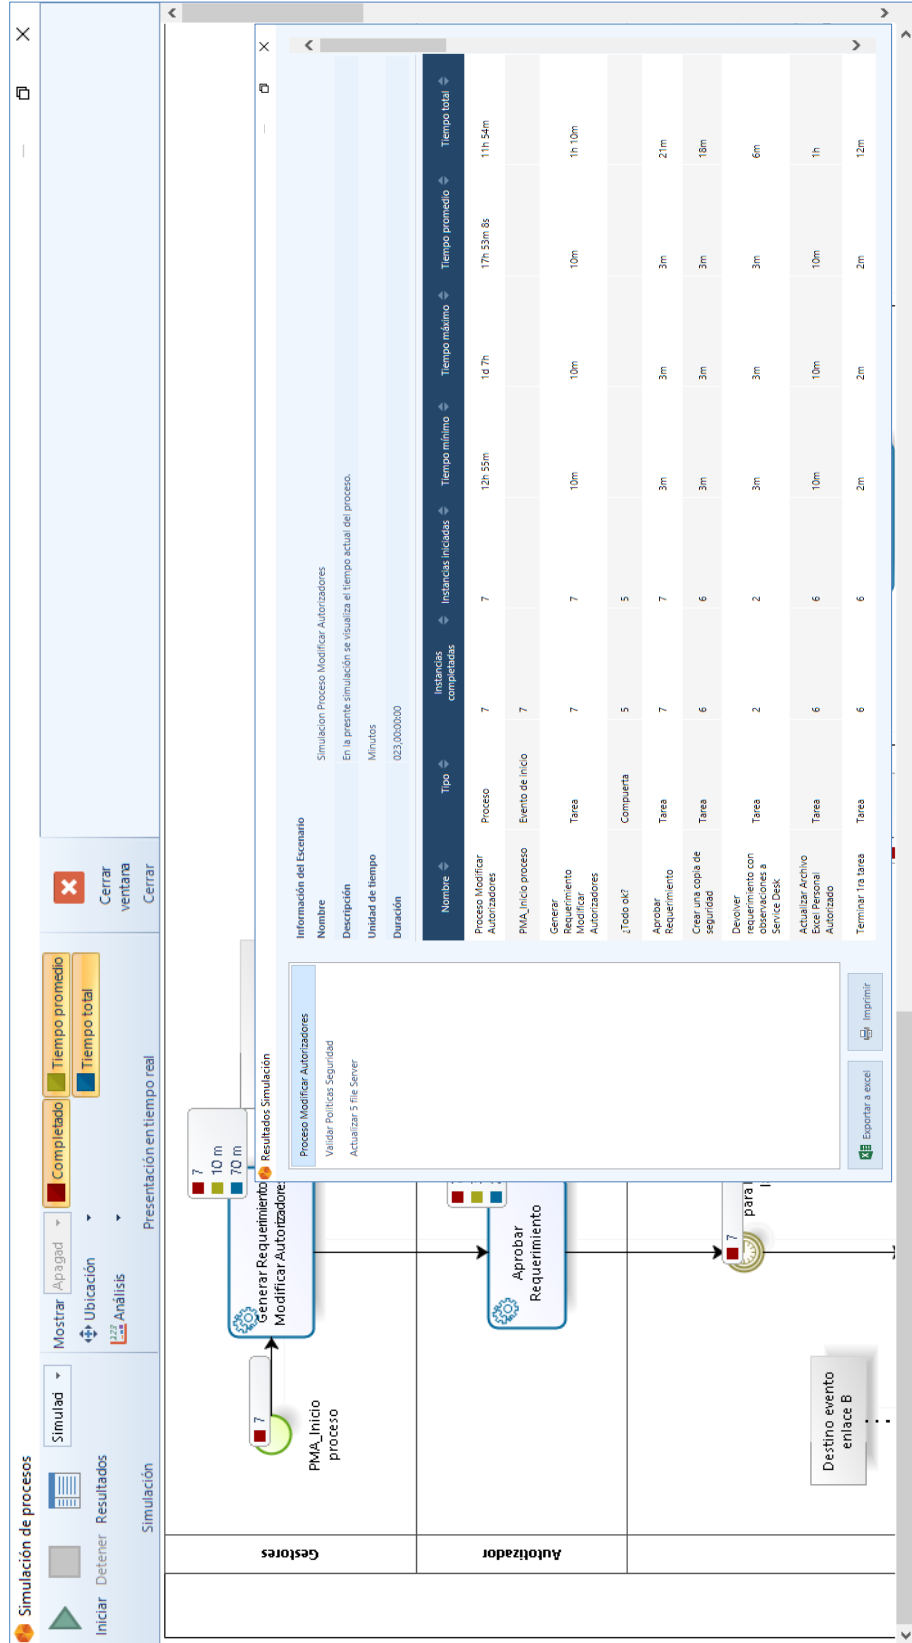 Simulación de procesos
Iniciar
Detener
Resultados
Simulad
Simulación
Mostrar Apagad
Ubicación
Análisis
Completado
Tiempo promedio
Tiempo total
Presentación en tiempo real
Cerrar
ventana
Cerrar
Gestores
Autotizador
7
PMA_Inicio
proceso
7
10 m
70 m
Generar Requerimiento
Modificar Autorizadore
Aprobar
Requerimiento
7
para
Destino evento
enlace B
Resultados Simulación
Proceso Modificar Autorizadores
Validar Politicas Seguridad
Actualizar 5 file Server
Exportar a excel
Imprimir
Información del Escenario
Nombre Simulacion Proceso Modificar Autorizadores
Descripción En la presnte simulación se visualiza el tiempo actual del proceso.
Unidad de tiempo Minutos
Duración 023,00:00:00
Nombre Tipo Instancias completadas Instancias iniciadas Tiempo mínimo Tiempo máximo Tiempo promedio Tiempo total
Proceso Modificar Autorizadores Proceso 7 7 12h 55m 1d 7h 17h 53m 8s 11h 54m
PMA_Inicio proceso Evento de inicio 7
Generar Requerimiento Modificar Autorizadores Tarea 7 7 10m 10m 10m 1h 10m
¿Todo ok? Compuerta 5 5
Aprobar Requerimiento Tarea 7 7 3m 3m 3m 21m
Crear una copia de seguridad Tarea 6 6 3m 3m 3m 18m
Devolver requerimiento con observaciones a Service Desk Tarea 2 2 3m 3m 3m 6m
Actualizar Archivo Excel Personal Autorizado Tarea 6 6 10m 10m 10m 1h
Terminar 1ra tarea Tarea 6 6 2m 2m 2m 12m